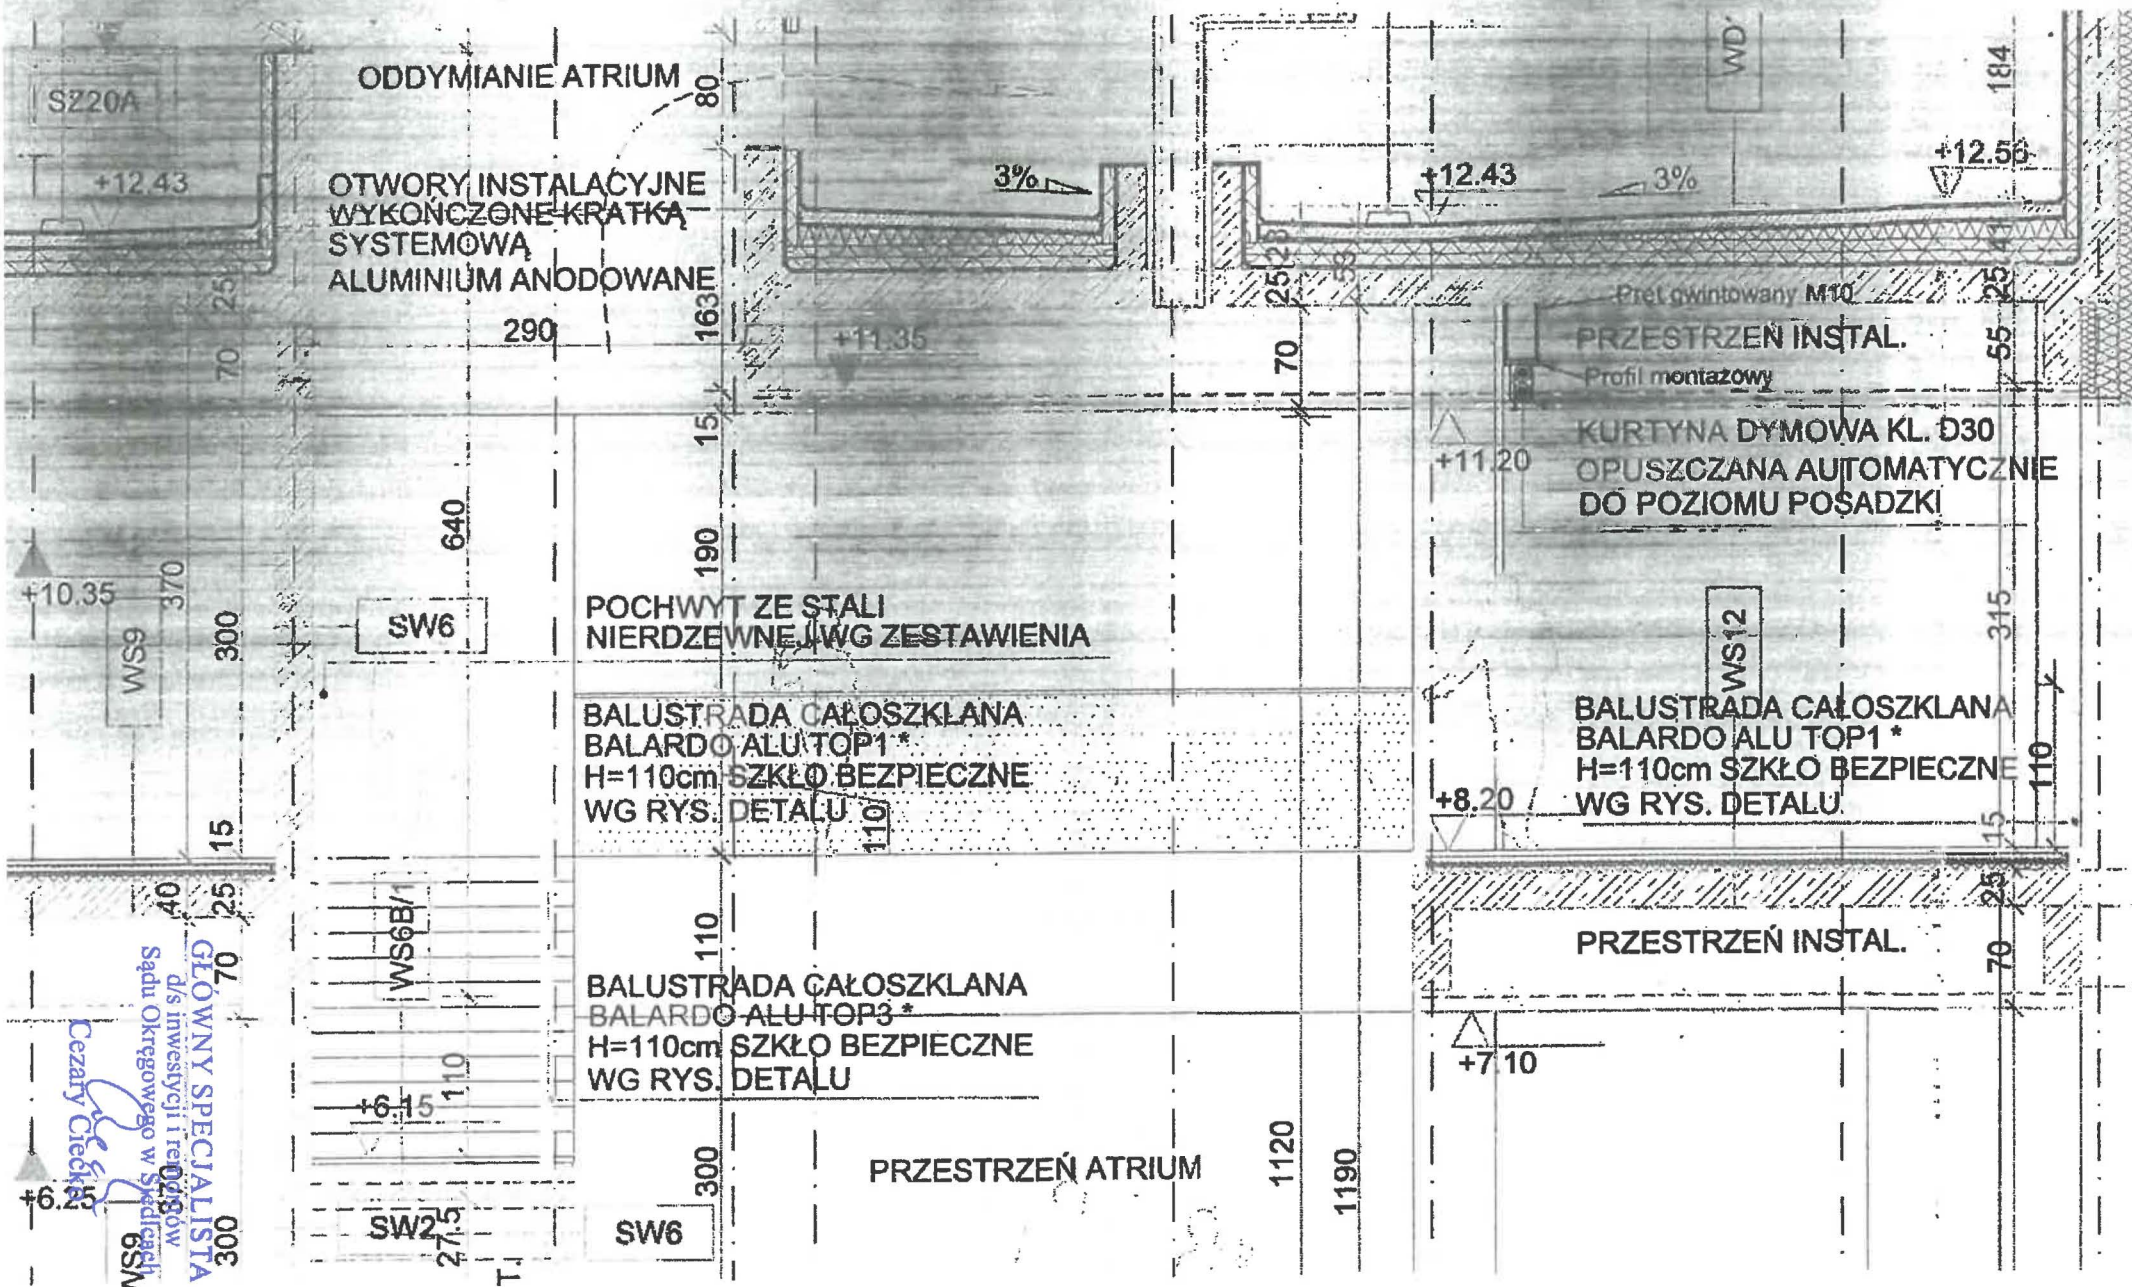 ODDYMIANIE ATRIUM
80
E
WD
184
SZ20A
+12.43
OTWORY INSTALACYJNE
WYKOŃCZONE KRATKĄ
SYSTEMOWĄ
ALUMINIUM ANODOWANE
3%
+12.43
3%
+12.56
25
70
290
163
+11.35
25
23
53
70
41
25
55
Pręt gwintowany M10
PRZESTRZEŃ INSTAL.
Profil montażowy
15
+11.20
KURTYNA DYMOWA KL. D30
OPUSZCZANA AUTOMATYCZNIE
DO POZIOMU POSADZKI
640
190
+10.35
370
300
WS9
SW6
POCHWYT ZE STALI
NIERDZEWNEJ WG ZESTAWIENIA
WS12
315
BALUSTRADA CAŁOSZKLANA
BALARDO ALU TOP1 *
H=110cm SZKŁO BEZPIECZNE
WG RYS. DETALU
110
+8.20
BALUSTRADA CAŁOSZKLANA
BALARDO ALU TOP1 *
H=110cm SZKŁO BEZPIECZNE
WG RYS. DETALU
110
15
15
40
25
70
WS6B/1
110
25
70
PRZESTRZEŃ INSTAL.
BALUSTRADA CAŁOSZKLANA
BALARDO ALU TOP3 *
H=110cm SZKŁO BEZPIECZNE
WG RYS. DETALU
+7.10
110
+6.15
GŁÓWNY SPECJALISTA
d/s inwestycji i remontów
Sądu Okręgowego w Siedlcach
Cezary Ciećka
+6.25
370
300
WS9
300
PRZESTRZEŃ ATRIUM
1120
1190
SW2
27.5
SW6
T.